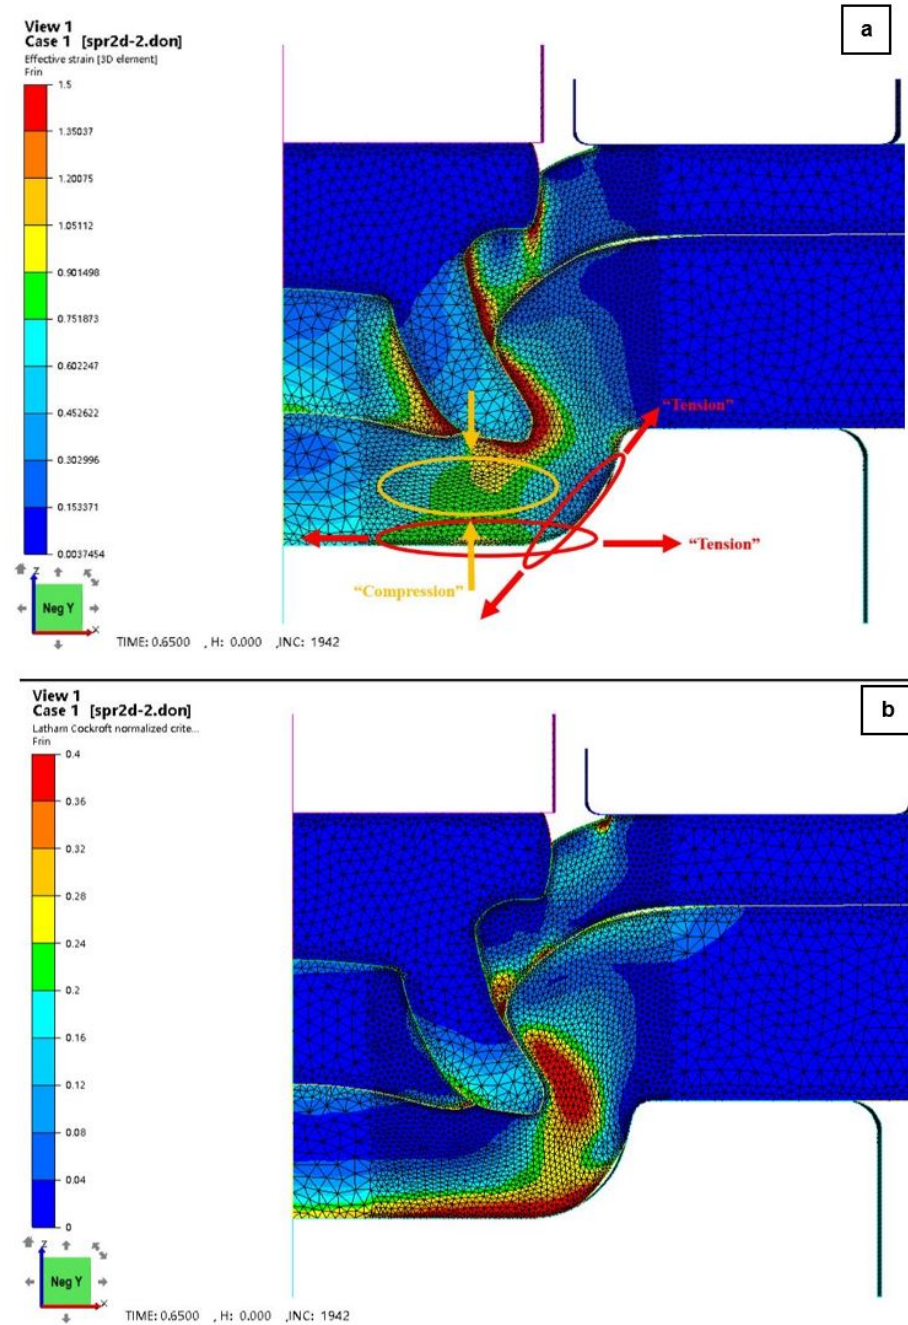 View 1
Case 1 [spr2d-2.don]
Effective strain [3D element]
Frin
a
1.5
1.35037
1.20075
1.05112
0.901498
0.751873
0.602247
0.452622
0.302996
0.153371
0.0037454
“Tension”
“Tension”
“Compression”
Z
Neg Y
X
TIME: 0.6500 , H: 0.000 ,INC: 1942
View 1
Case 1 [spr2d-2.don]
Latham Cockroft normalized crite...
Frin
b
0.4
0.36
0.32
0.28
0.24
0.2
0.16
0.12
0.08
0.04
0
Z
Neg Y
X
TIME: 0.6500 , H: 0.000 ,INC: 1942